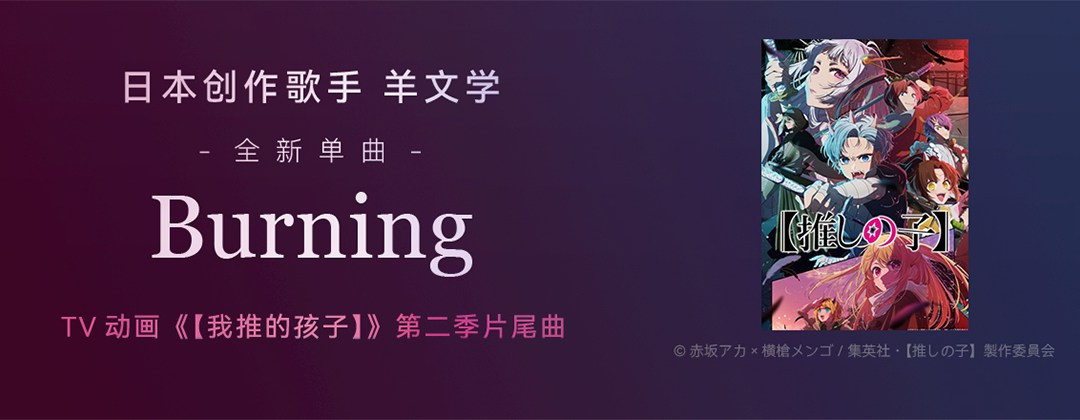 日本创作歌手 羊文学
- 全新单曲 -
Burning
TV 动画《【我推的孩子】》第二季片尾曲
【推しの子】
© 赤坂アカ × 横槍メンゴ / 集英社・【推しの子】製作委員会